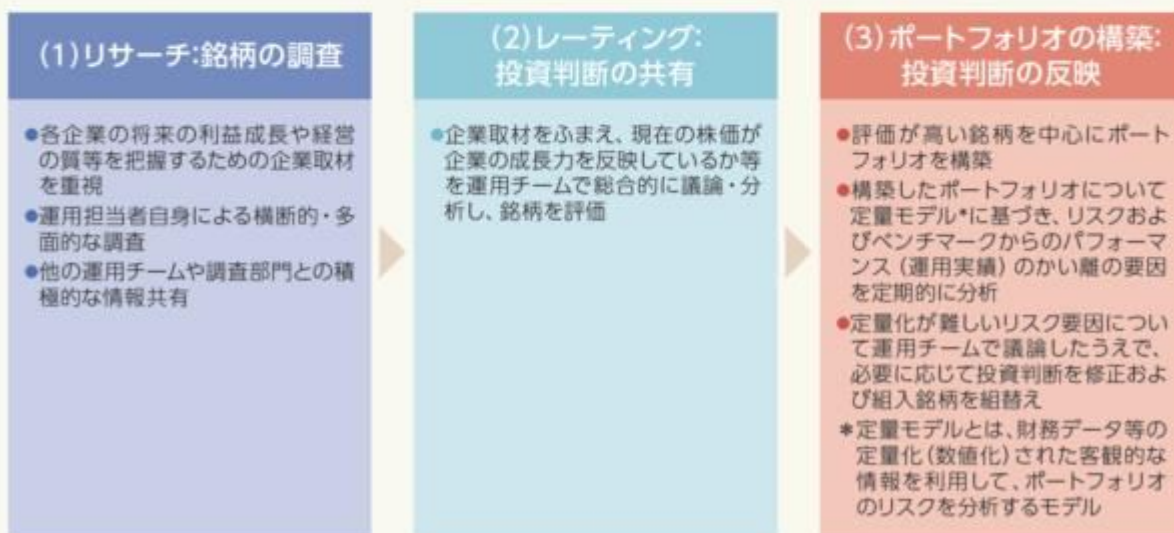 (1)リサーチ:銘柄の調査
●各企業の将来の利益成長や経営
の質等を把握するための企業取材
を重視
●運用担当者自身による横断的・多
面的な調査
●他の運用チームや調査部門との積
極的な情報共有
(2)レーティング:
投資判断の共有
●企業取材をふまえ、現在の株価が
企業の成長力を反映しているか等
を運用チームで総合的に議論・分
析し、銘柄を評価
(3)ポートフォリオの構築:
投資判断の反映
●評価が高い銘柄を中心にポート
フォリオを構築
●構築したポートフォリオについて
定量モデル*に基づき、リスクおよ
びベンチマークからのパフォーマ
ンス(運用実績)のかい離の要因
を定期的に分析
●定量化が難しいリスク要因につい
て運用チームで議論したうえで、
必要に応じて投資判断を修正およ
び組入銘柄を組替え
*定量モデルとは、財務データ等の
定量化(数値化)された客観的な
情報を利用して、ポートフォリオ
のリスクを分析するモデル